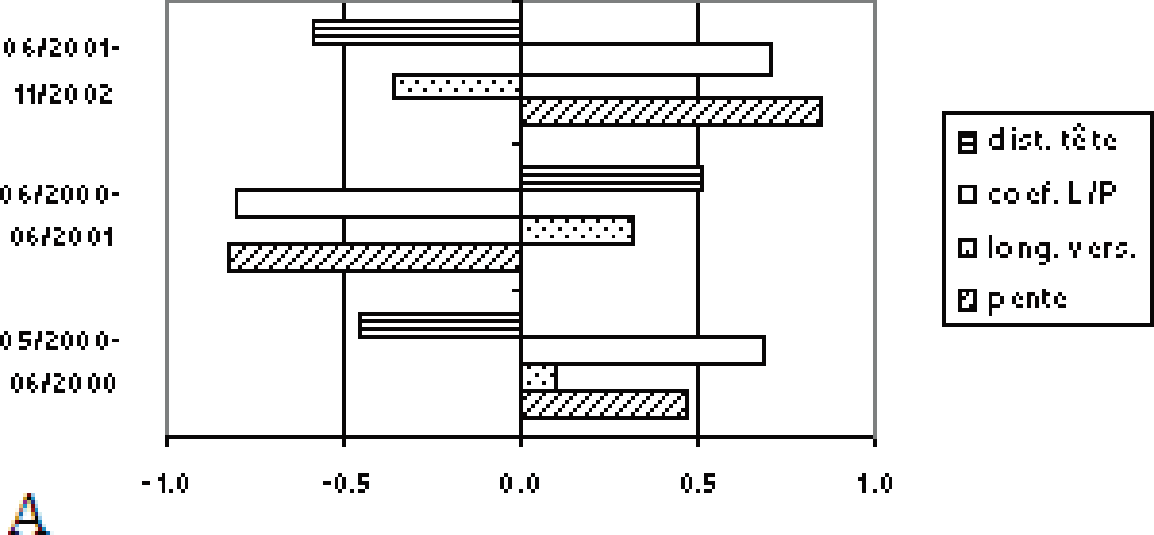 06/2001-
11/2002
06/2000-
06/2001
05/2000-
06/2000
-1.0 -0.5 0.0 0.5 1.0
dist. tête
coef. L/P
long. vers.
pente
A